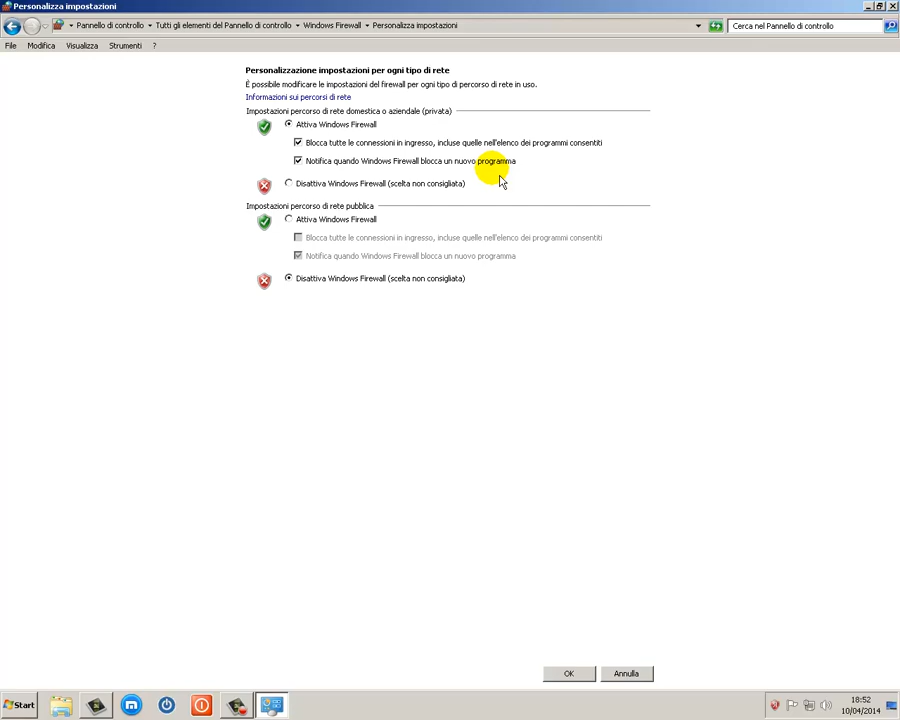 Personalizza impostazioni
Pannello di controllo
Tutti gli elementi del Pannello di controllo
Windows Firewall
Personalizza impostazioni
Cerca nel Pannello di controllo
File Modifica Visualizza Strumenti ?
Personalizzazione impostazioni per ogni tipo di rete
È possibile modificare le impostazioni del firewall per ogni tipo di percorso di rete in uso.
Informazioni sui percorsi di rete
Impostazioni percorso di rete domestica o aziendale (privata)
Attiva Windows Firewall
Blocca tutte le connessioni in ingresso, incluse quelle nell'elenco dei programmi consentiti
Notifica quando Windows Firewall blocca un nuovo programma
Disattiva Windows Firewall (scelta non consigliata)
Impostazioni percorso di rete pubblica
Attiva Windows Firewall
Blocca tutte le connessioni in ingresso, incluse quelle nell'elenco dei programmi consentiti
Notifica quando Windows Firewall blocca un nuovo programma
Disattiva Windows Firewall (scelta non consigliata)
OK Annulla
Start
18:52
10/04/2014